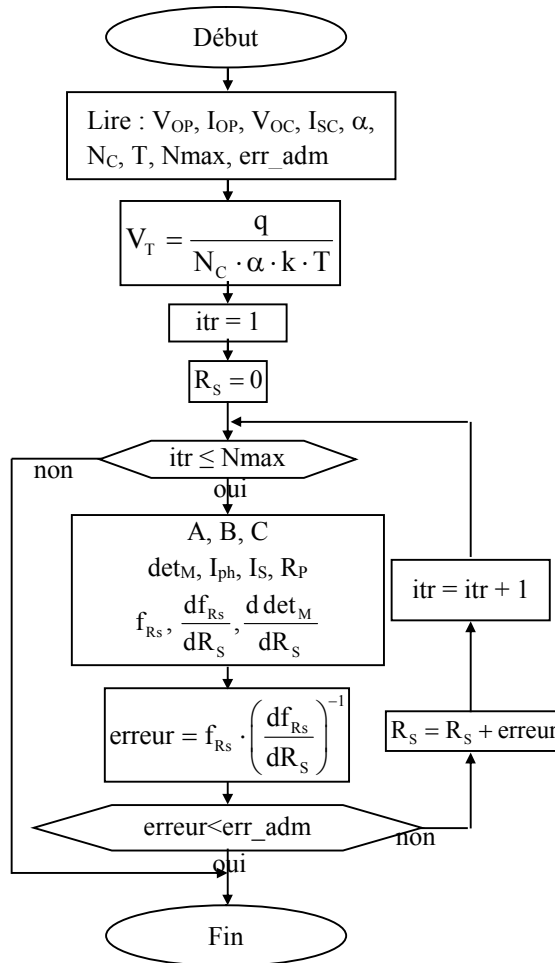 Début
Lire : V_OP, I_OP, V_OC, I_SC, α,
N_C, T, Nmax, err_adm
V_T = q / (N_C · α · k · T)
itr = 1
R_S = 0
itr ≤ Nmax
non
oui
A, B, C
det_M, I_ph, I_S, R_P
f_Rs, df_Rs/dR_S, d det_M/dR_S
itr = itr + 1
erreur = f_Rs · (df_Rs/dR_S)^-1
R_S = R_S + erreur
erreur<err_adm
non
oui
Fin